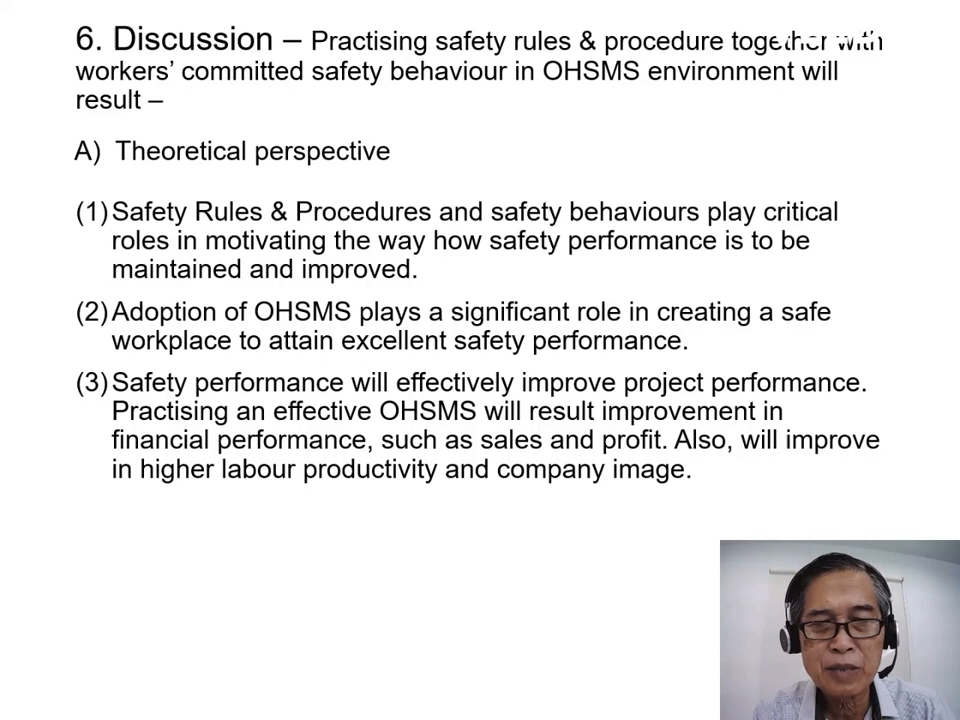 6. Discussion – Practising safety rules & procedure together with
workers’ committed safety behaviour in OHSMS environment will
result –
A) Theoretical perspective
(1) Safety Rules & Procedures and safety behaviours play critical
roles in motivating the way how safety performance is to be
maintained and improved.
(2) Adoption of OHSMS plays a significant role in creating a safe
workplace to attain excellent safety performance.
(3) Safety performance will effectively improve project performance.
Practising an effective OHSMS will result improvement in
financial performance, such as sales and profit. Also, will improve
in higher labour productivity and company image.